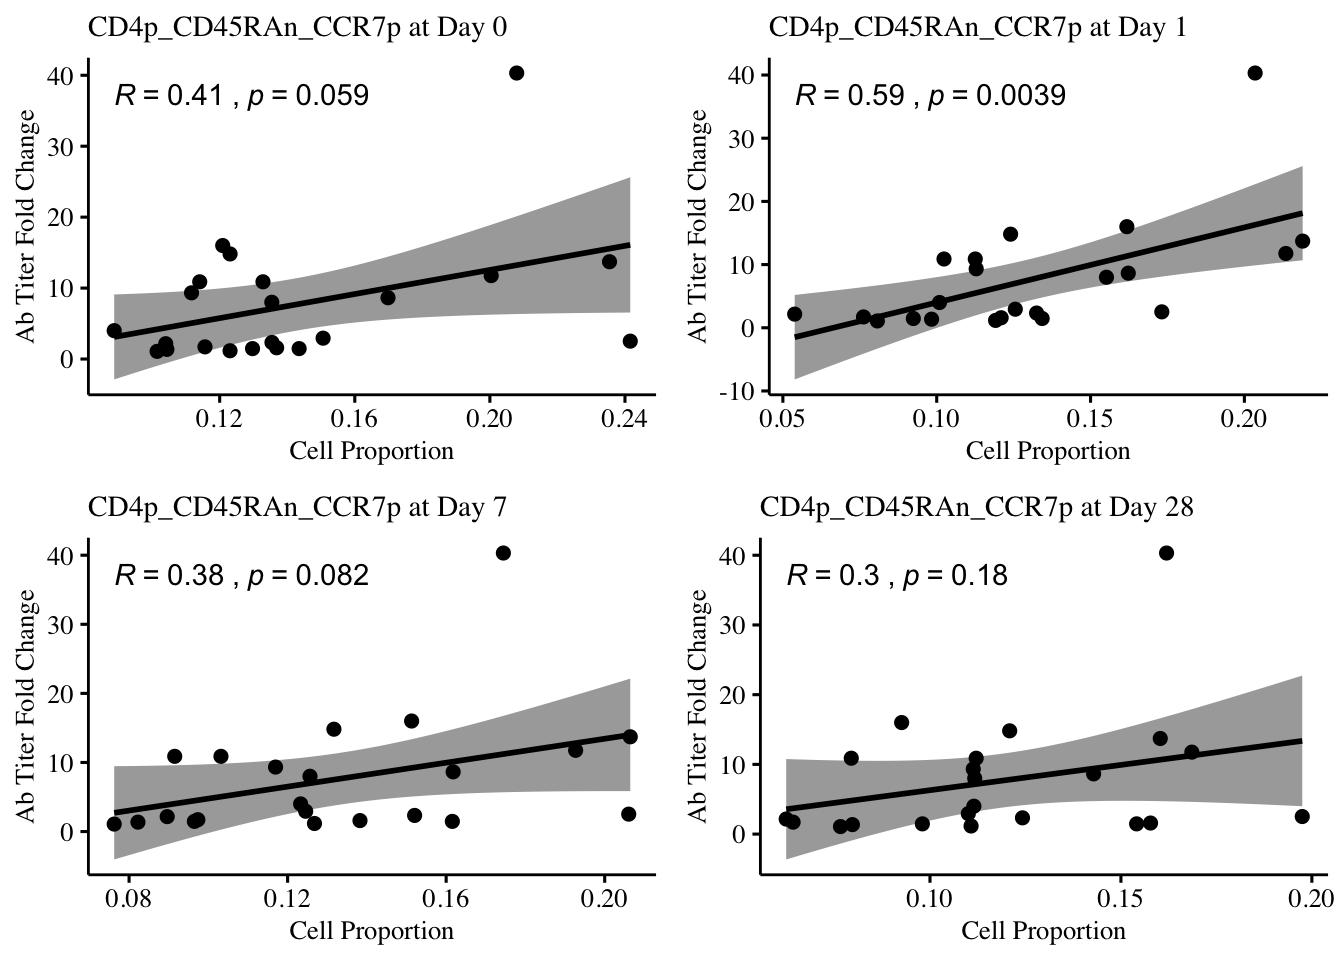 CD4p_CD45RAn_CCR7p at Day 0
R = 0.41 , p = 0.059
Ab Titer Fold Change
40
30
20
10
0
0.12 0.16 0.20 0.24
Cell Proportion
CD4p_CD45RAn_CCR7p at Day 1
R = 0.59 , p = 0.0039
Ab Titer Fold Change
40
30
20
10
0
-10
0.05 0.10 0.15 0.20
Cell Proportion
CD4p_CD45RAn_CCR7p at Day 7
R = 0.38 , p = 0.082
Ab Titer Fold Change
40
30
20
10
0
0.08 0.12 0.16 0.20
Cell Proportion
CD4p_CD45RAn_CCR7p at Day 28
R = 0.3 , p = 0.18
Ab Titer Fold Change
40
30
20
10
0
0.10 0.15 0.20
Cell Proportion